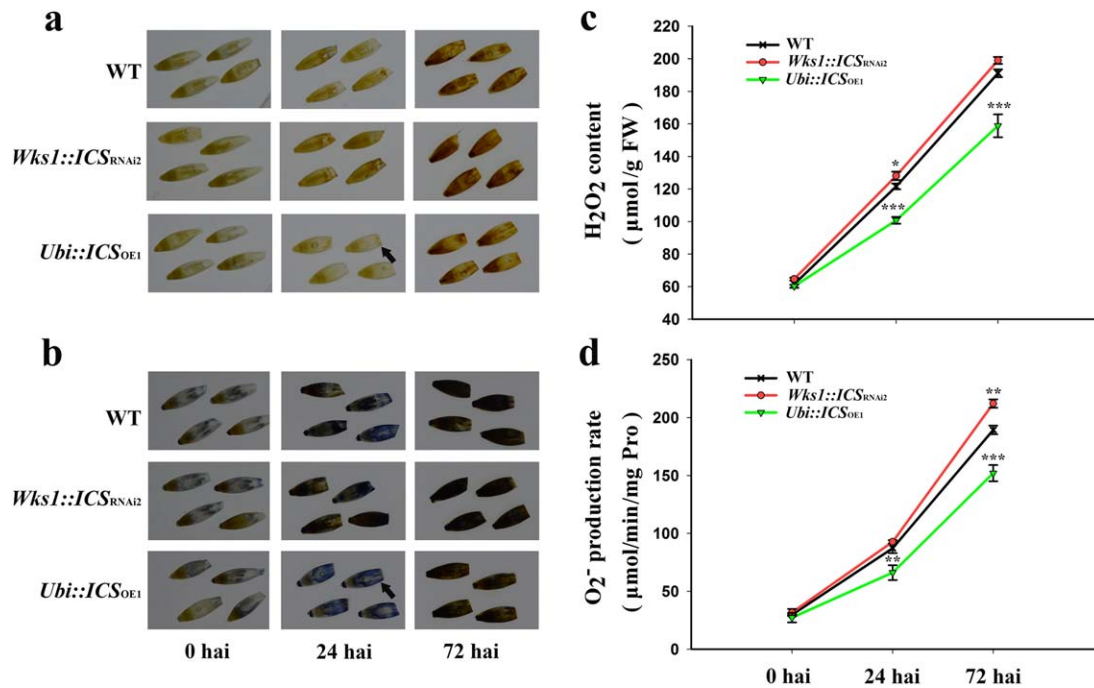 a
WT
Wks1::ICSRNAi2
Ubi::ICSOE1
b
WT
Wks1::ICSRNAi2
Ubi::ICSOE1
0 hai 24 hai 72 hai
c
H2O2 content
( μmol/g FW )
220
200
180
160
140
120
100
80
60
40
WT
Wks1::ICSRNAi2
Ubi::ICSOE1
*
***
***
d
O2- production rate
( μmol/min/mg Pro )
250
200
150
100
50
0
WT
Wks1::ICSRNAi2
Ubi::ICSOE1
**
**
***
0 hai 24 hai 72 hai